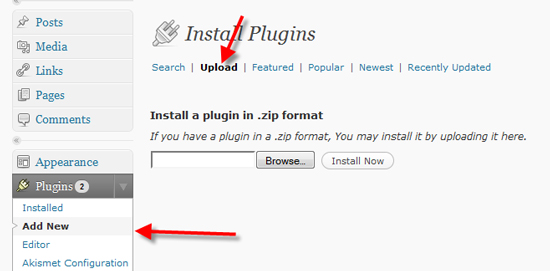 Posts
Media
Links
Pages
Comments
Appearance
Plugins 2
Installed
Add New
Editor
Akismet Configuration
Install Plugins
Search | Upload | Featured | Popular | Newest | Recently Updated
Install a plugin in .zip format
If you have a plugin in a .zip format, You may install it by uploading it here.
Browse... Install Now